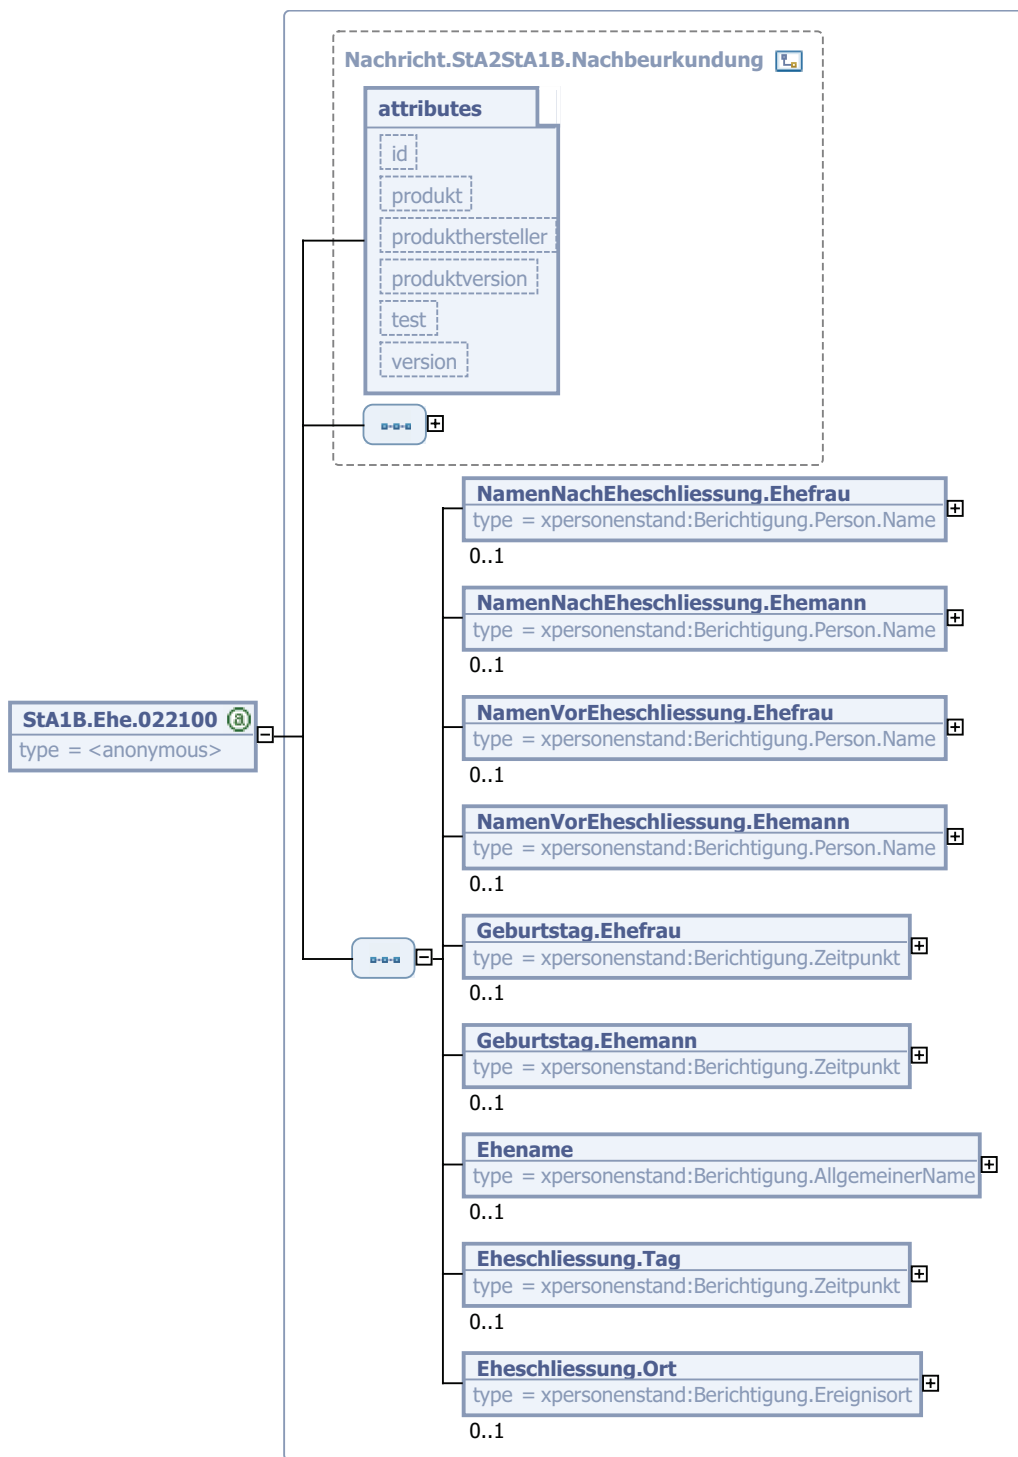 Nachricht.StA2StA1B.Nachbeurkundung
attributes
id
produkt
produkthersteller
produktversion
test
version
NamenNachEheschliessung.Ehefrau
type = xpersonenstand:Berichtigung.Person.Name
0..1
NamenNachEheschliessung.Ehemann
type = xpersonenstand:Berichtigung.Person.Name
0..1
StA1B.Ehe.022100 a
type = <anonymous>
NamenVorEheschliessung.Ehefrau
type = xpersonenstand:Berichtigung.Person.Name
0..1
NamenVorEheschliessung.Ehemann
type = xpersonenstand:Berichtigung.Person.Name
0..1
Geburtstag.Ehefrau
type = xpersonenstand:Berichtigung.Zeitpunkt
0..1
Geburtstag.Ehemann
type = xpersonenstand:Berichtigung.Zeitpunkt
0..1
Ehename
type = xpersonenstand:Berichtigung.AllgemeinerName
0..1
Eheschliessung.Tag
type = xpersonenstand:Berichtigung.Zeitpunkt
0..1
Eheschliessung.Ort
type = xpersonenstand:Berichtigung.Ereignisort
0..1